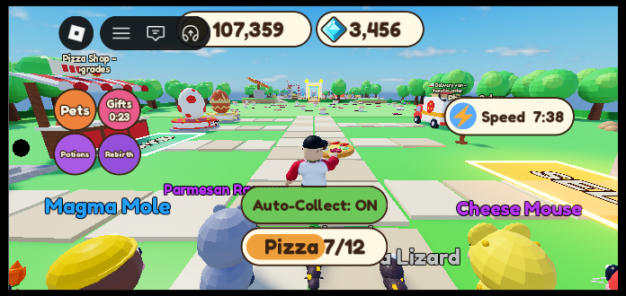 107,359
3,456
Pizza Shop -
Pets
Gifts
0:23
Speed 7:38
Potions
Rebirth
Parmesan
Magma Mole
Auto-Collect: ON
Cheese Mouse
Pizza 7/12
Lizard